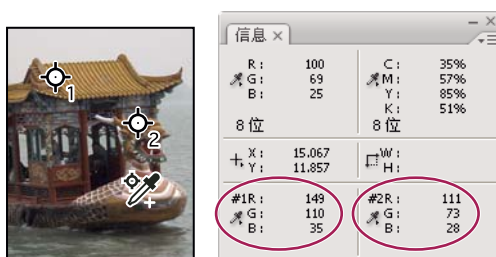 1
2
信息 ×
R: 100 C: 35%
G: 69 M: 57%
B: 25 Y: 85%
K: 51%
8 位 8 位
X: 15.067 W:
Y: 11.857 H:
#1R: 149 #2R: 111
G: 110 G: 73
B: 35 B: 28